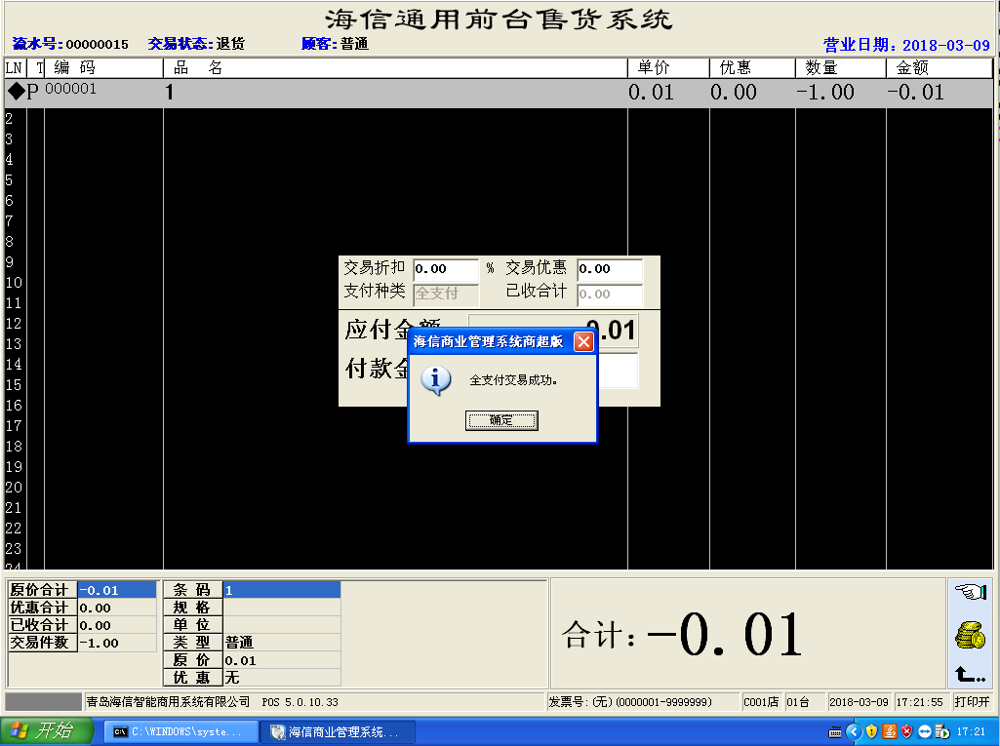 海信通用前台售货系统
流水号:00000015 交易状态:退货 顾客:普通 营业日期：2018-03-09
LN T 编 码 品 名 单价 优惠 数量 金额
◆P 000001 1 0.01 0.00 -1.00 -0.01
2
3
4
5
6
7
8
9
10
11
12
13
14
15
16
17
18
19
20
21
22
23
24
交易折扣 0.00 % 交易优惠 0.00
支付种类 全支付 已收合计 0.00
应付金额 0.01
付款金
海信商业管理系统商超版
全支付交易成功。
确定
原价合计 -0.01
优惠合计 0.00
已收合计 0.00
交易件数 -1.00
条 码 1
规 格
单 位
类 型 普通
原 价 0.01
优 惠 无
合计:-0.01
青岛海信智能商用系统有限公司 POS 5.0.10.33 发票号:(无)(0000001-9999999) C001店 01台 2018-03-09 17:21:55 打印开
开始 C:\WINDOWS\syste... 海信商业管理系统... 17:21